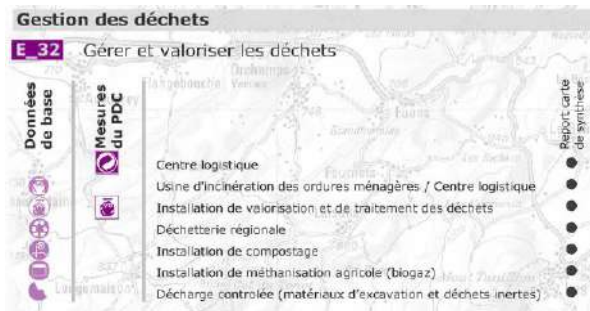 Gestion des déchets
E_32 Gérer et valoriser les déchets
Données
de base
Mesures
du PDC
Report carte
de synthèse
Centre logistique
Usine d'incinération des ordures ménagères / Centre logistique
Installation de valorisation et de traitement des déchets
Déchetterie régionale
Installation de compostage
Installation de méthanisation agricole (biogaz)
Décharge controlée (matériaux d'excavation et déchets inertes)